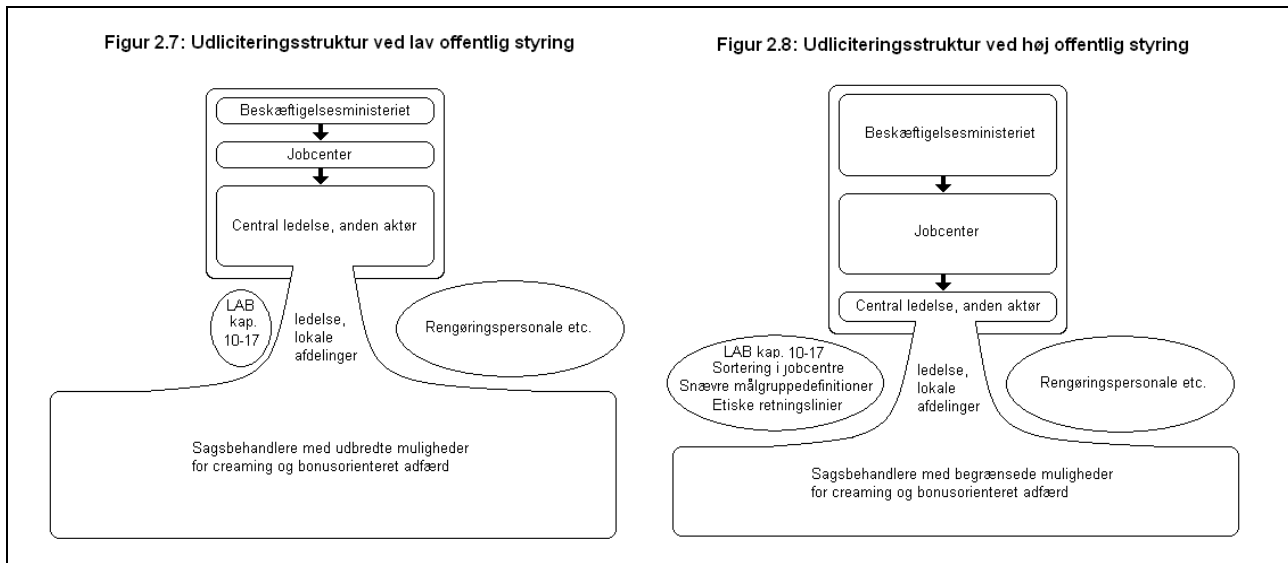 Figur 2.7: Udliciteringsstruktur ved lav offentlig styring
Beskæftigelsesministeriet
Jobcenter
Central ledelse, anden aktør
LAB
kap.
10-17
ledelse,
lokale
afdelinger
Rengøringspersonale etc.
Sagsbehandlere med udbredte muligheder
for creaming og bonusorienteret adfærd
Figur 2.8: Udliciteringsstruktur ved høj offentlig styring
Beskæftigelsesministeriet
Jobcenter
Central ledelse, anden aktør
LAB kap. 10-17
Sortering i jobcentre
Snævre målgruppedefinitioner
Etiske retningslinier
ledelse,
lokale
afdelinger
Rengøringspersonale etc.
Sagsbehandlere med begrænsede muligheder
for creaming og bonusorienteret adfærd